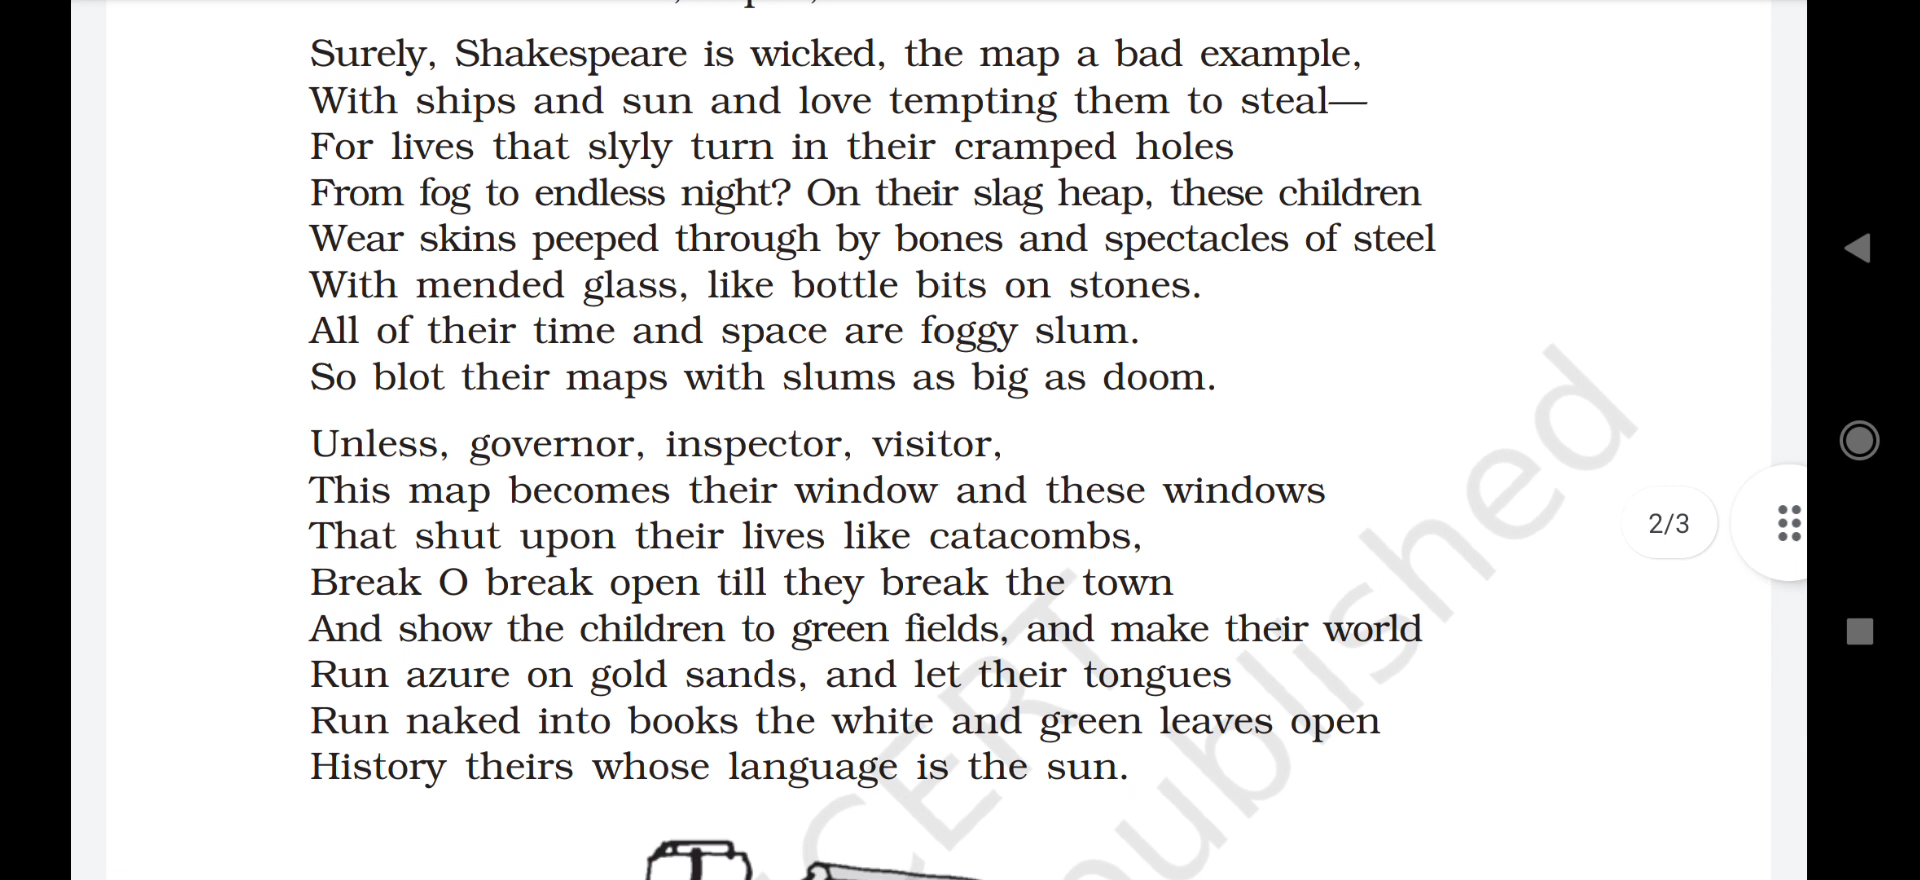 Surely, Shakespeare is wicked, the map a bad example,
With ships and sun and love tempting them to steal—
For lives that slyly turn in their cramped holes
From fog to endless night? On their slag heap, these children
Wear skins peeped through by bones and spectacles of steel
With mended glass, like bottle bits on stones.
All of their time and space are foggy slum.
So blot their maps with slums as big as doom.
Unless, governor, inspector, visitor,
This map becomes their window and these windows
That shut upon their lives like catacombs,
Break O break open till they break the town
And show the children to green fields, and make their world
Run azure on gold sands, and let their tongues
Run naked into books the white and green leaves open
History theirs whose language is the sun.
2/3